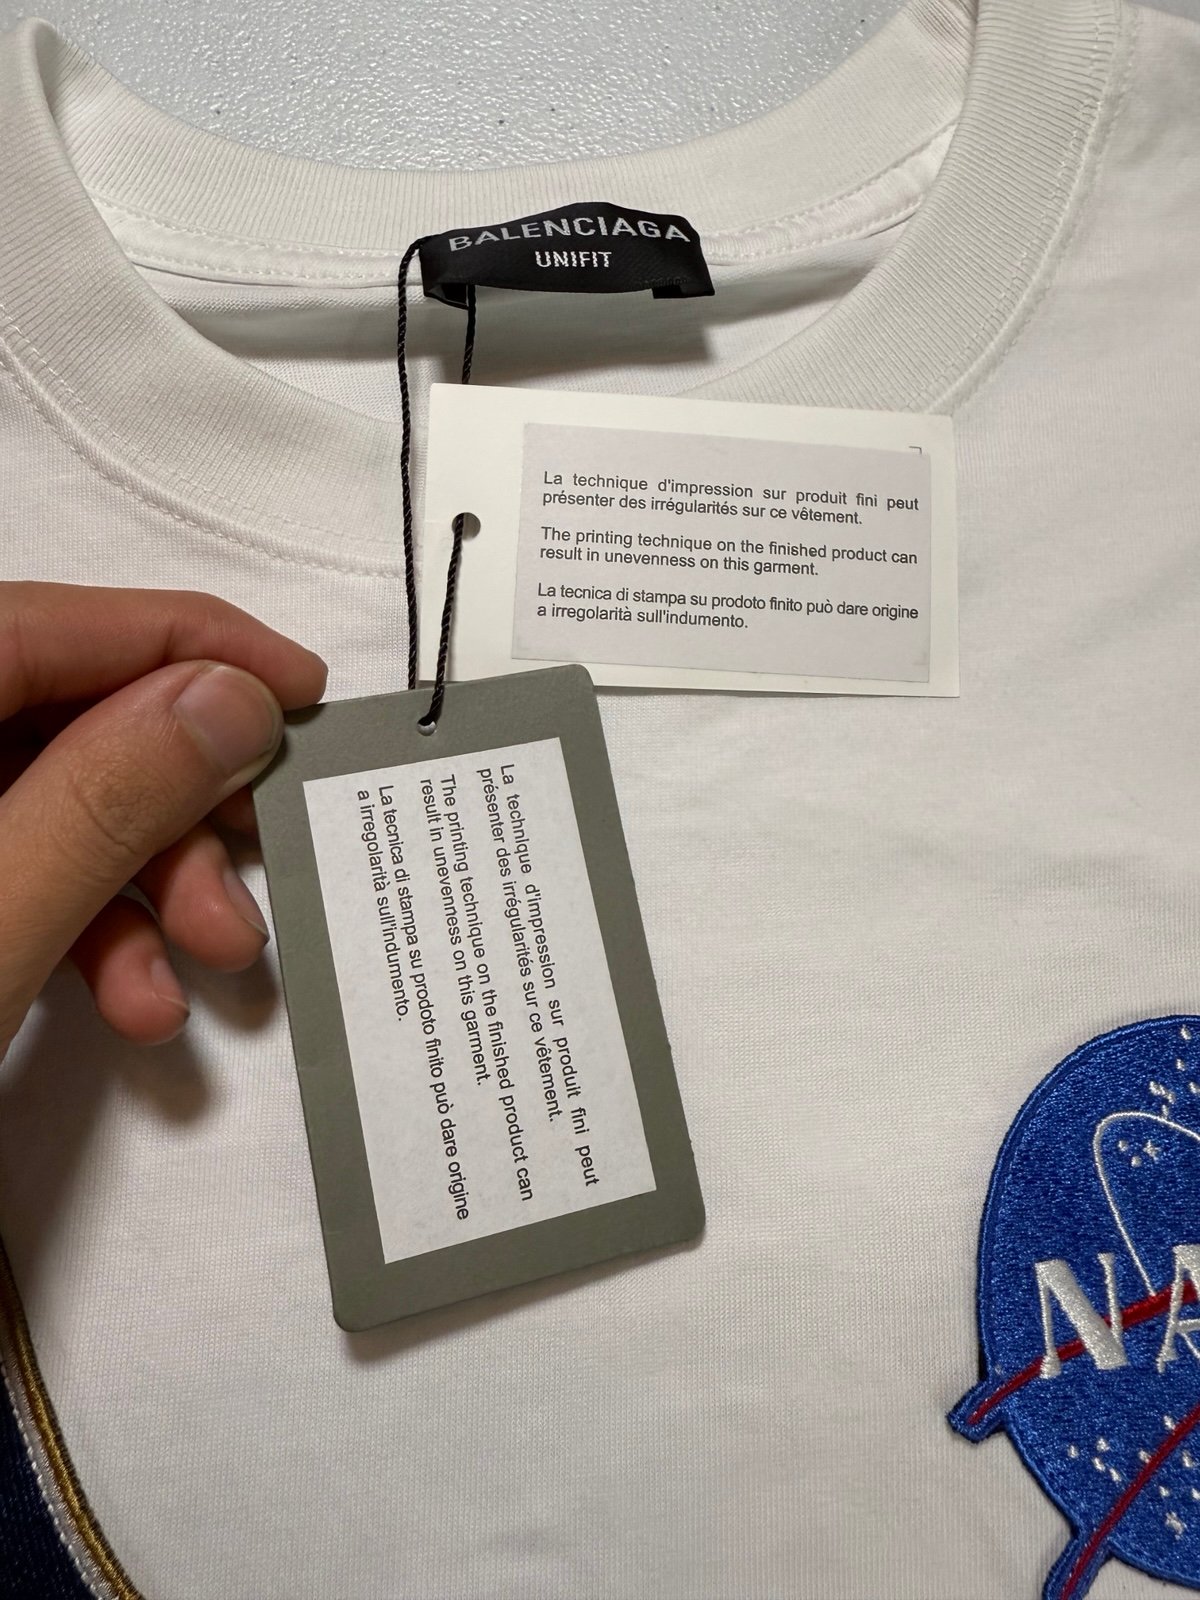 BALENCIAGA
UNIFIT
La technique d'impression sur produit fini peut
présenter des irrégularités sur ce vêtement.
The printing technique on the finished product can
result in unevenness on this garment.
La tecnica di stampa su prodoto finito può dare origine
a irregolarità sull'indumento.
La technique d'impression sur produit fini peut
présenter des irrégularités sur ce vêtement.
The printing technique on the finished product can
result in unevenness on this garment.
La tecnica di stampa su prodoto finito può dare origine
a irregolarità sull'indumento.
NA